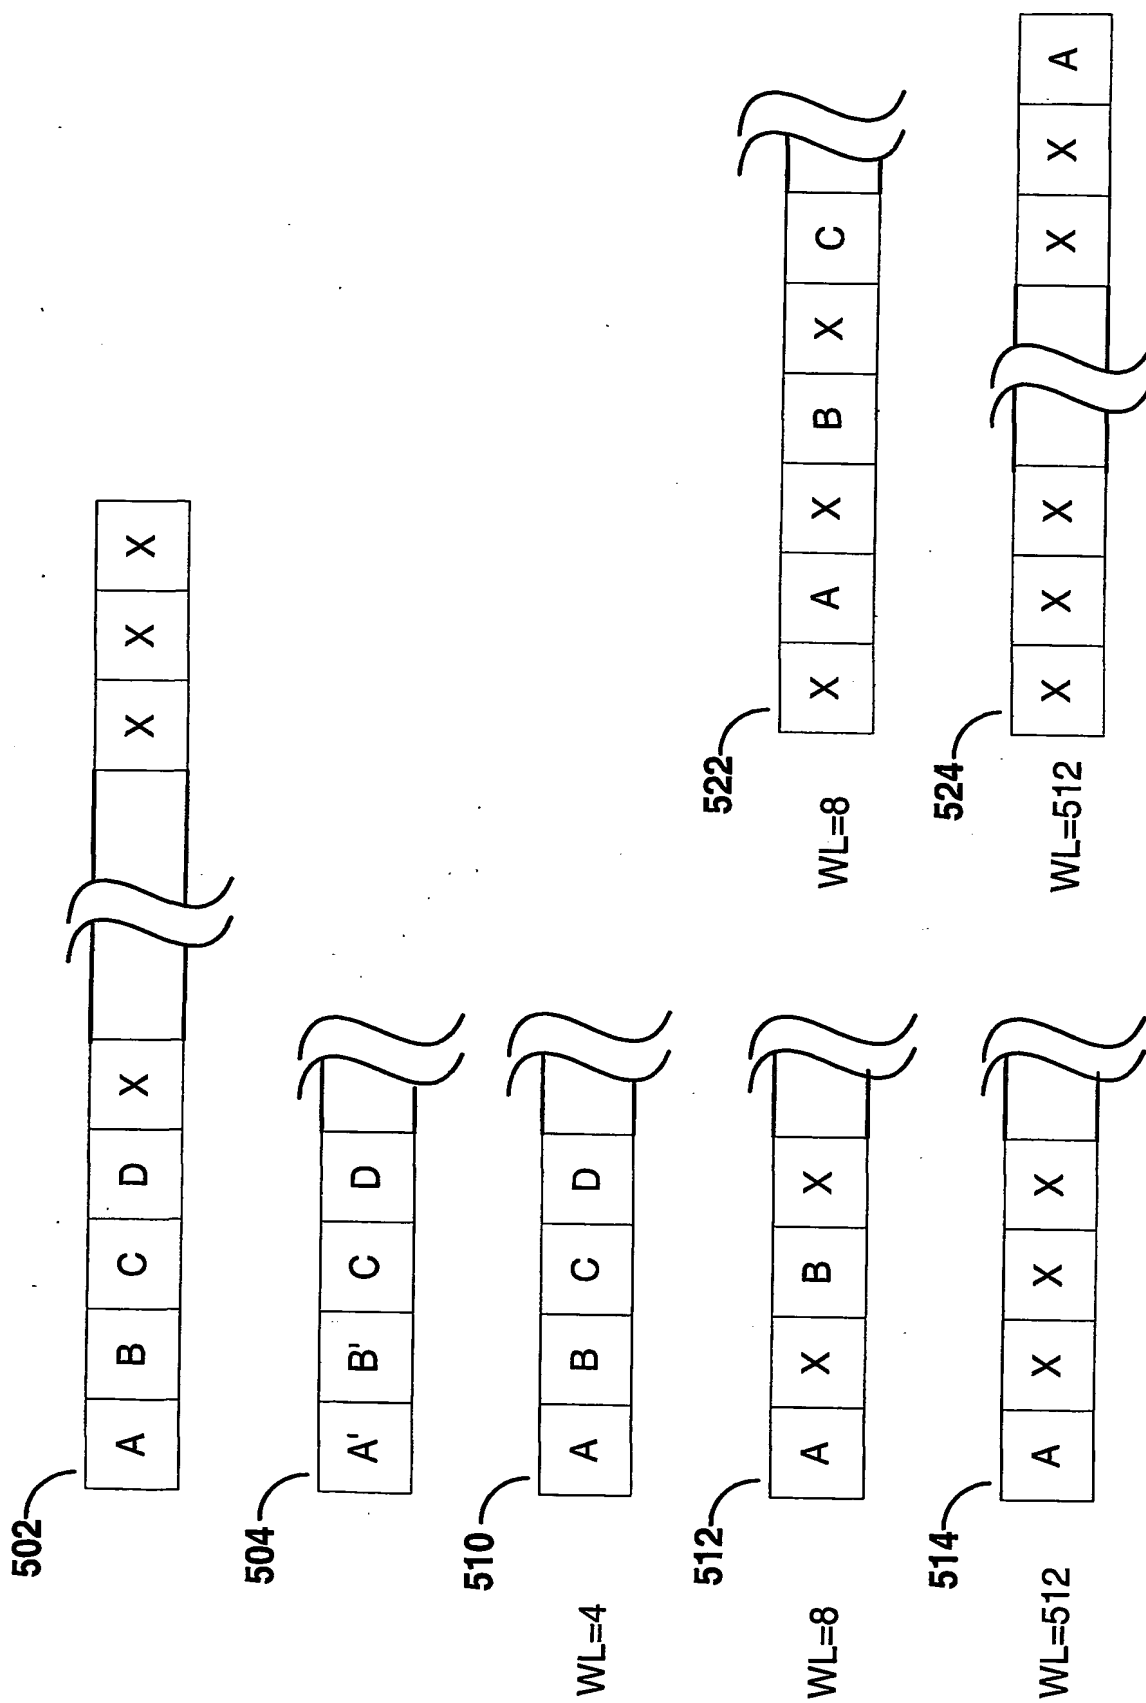 502
A B C D X X X X
504
A' B' C D
510
WL=4
A B C D
512
WL=8
A X B X
522
WL=8
X A X B X C
514
WL=512
A X X X
524
WL=512
X X X X X A